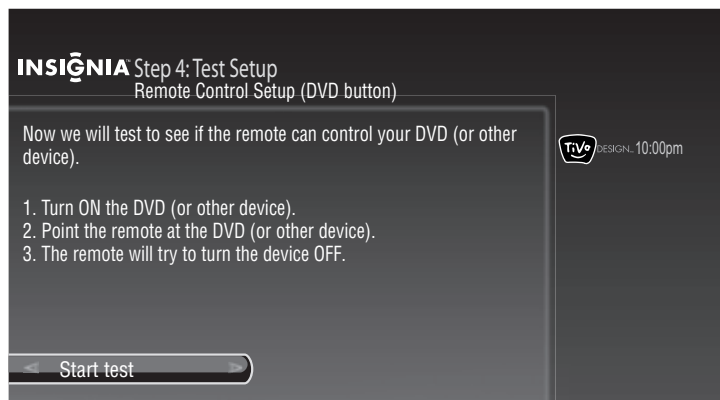 INSIGNIA™ Step 4: Test Setup
Remote Control Setup (DVD button)
Now we will test to see if the remote can control your DVD (or other
device).
TiVo DESIGN.. 10:00pm
1. Turn ON the DVD (or other device).
2. Point the remote at the DVD (or other device).
3. The remote will try to turn the device OFF.
Start test